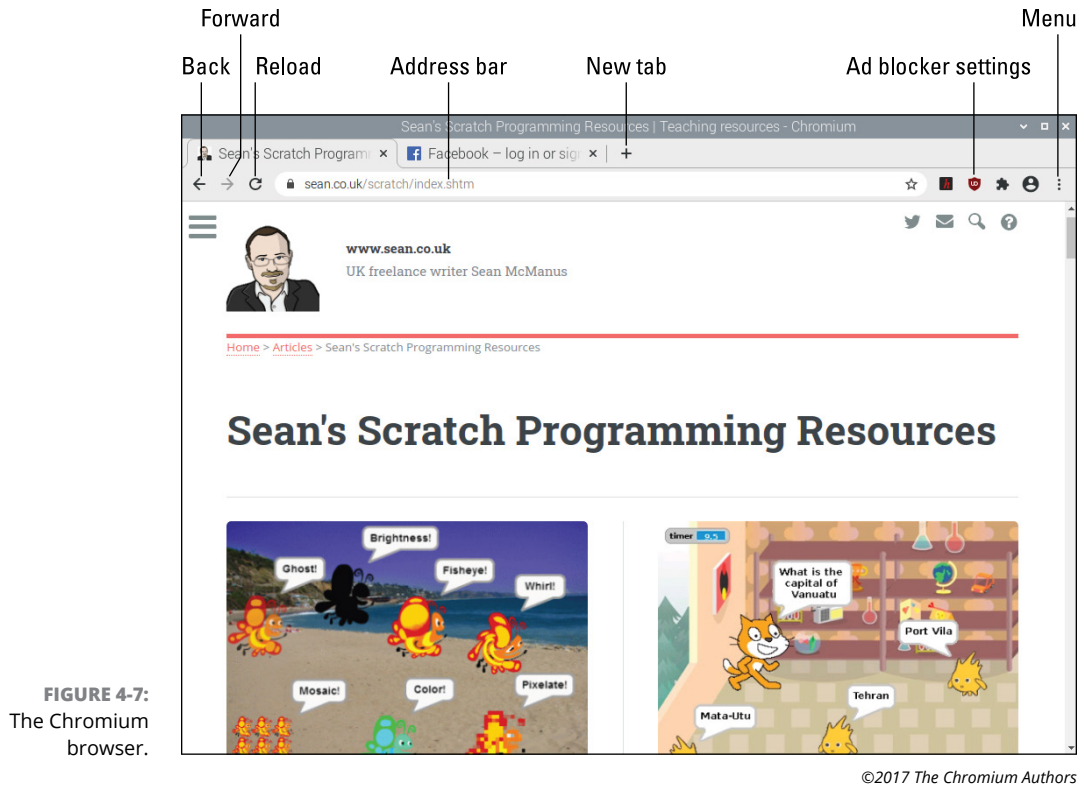 Forward
Menu
Back
Reload
Address bar
New tab
Ad blocker settings
Sean's Scratch Programming Resources | Teaching resources - Chromium
Sean's Scratch Programm
Facebook – log in or sign
sean.co.uk/scratch/index.shtm
www.sean.co.uk
UK freelance writer Sean McManus
Home > Articles > Sean's Scratch Programming Resources
Sean's Scratch Programming Resources
Brightness!
Ghost!
Fisheye!
Whirl!
Mosaic!
Color!
Pixelate!
timer 9.5
What is the
capital of
Vanuatu
Port Vila
Tehran
Mata-Utu
FIGURE 4-7:
The Chromium
browser.
©2017 The Chromium Authors